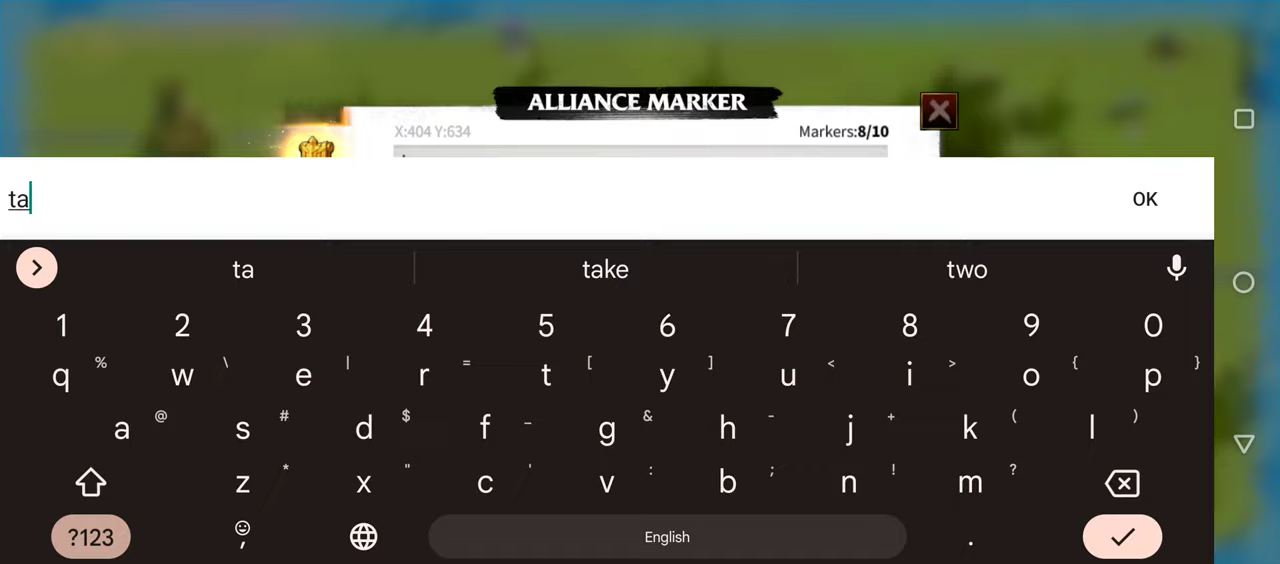 ALLIANCE MARKER
X:404 Y:634 Markers:8/10
ta OK
ta take two
1 2 3 4 5 6 7 8 9 0
q % w \ e | r = t [ y ] u < i > o { p }
a @ s # d $ f _ g & h - j + k ( l )
z * x " c ' v : b ; n ! m ?
?123 , English .